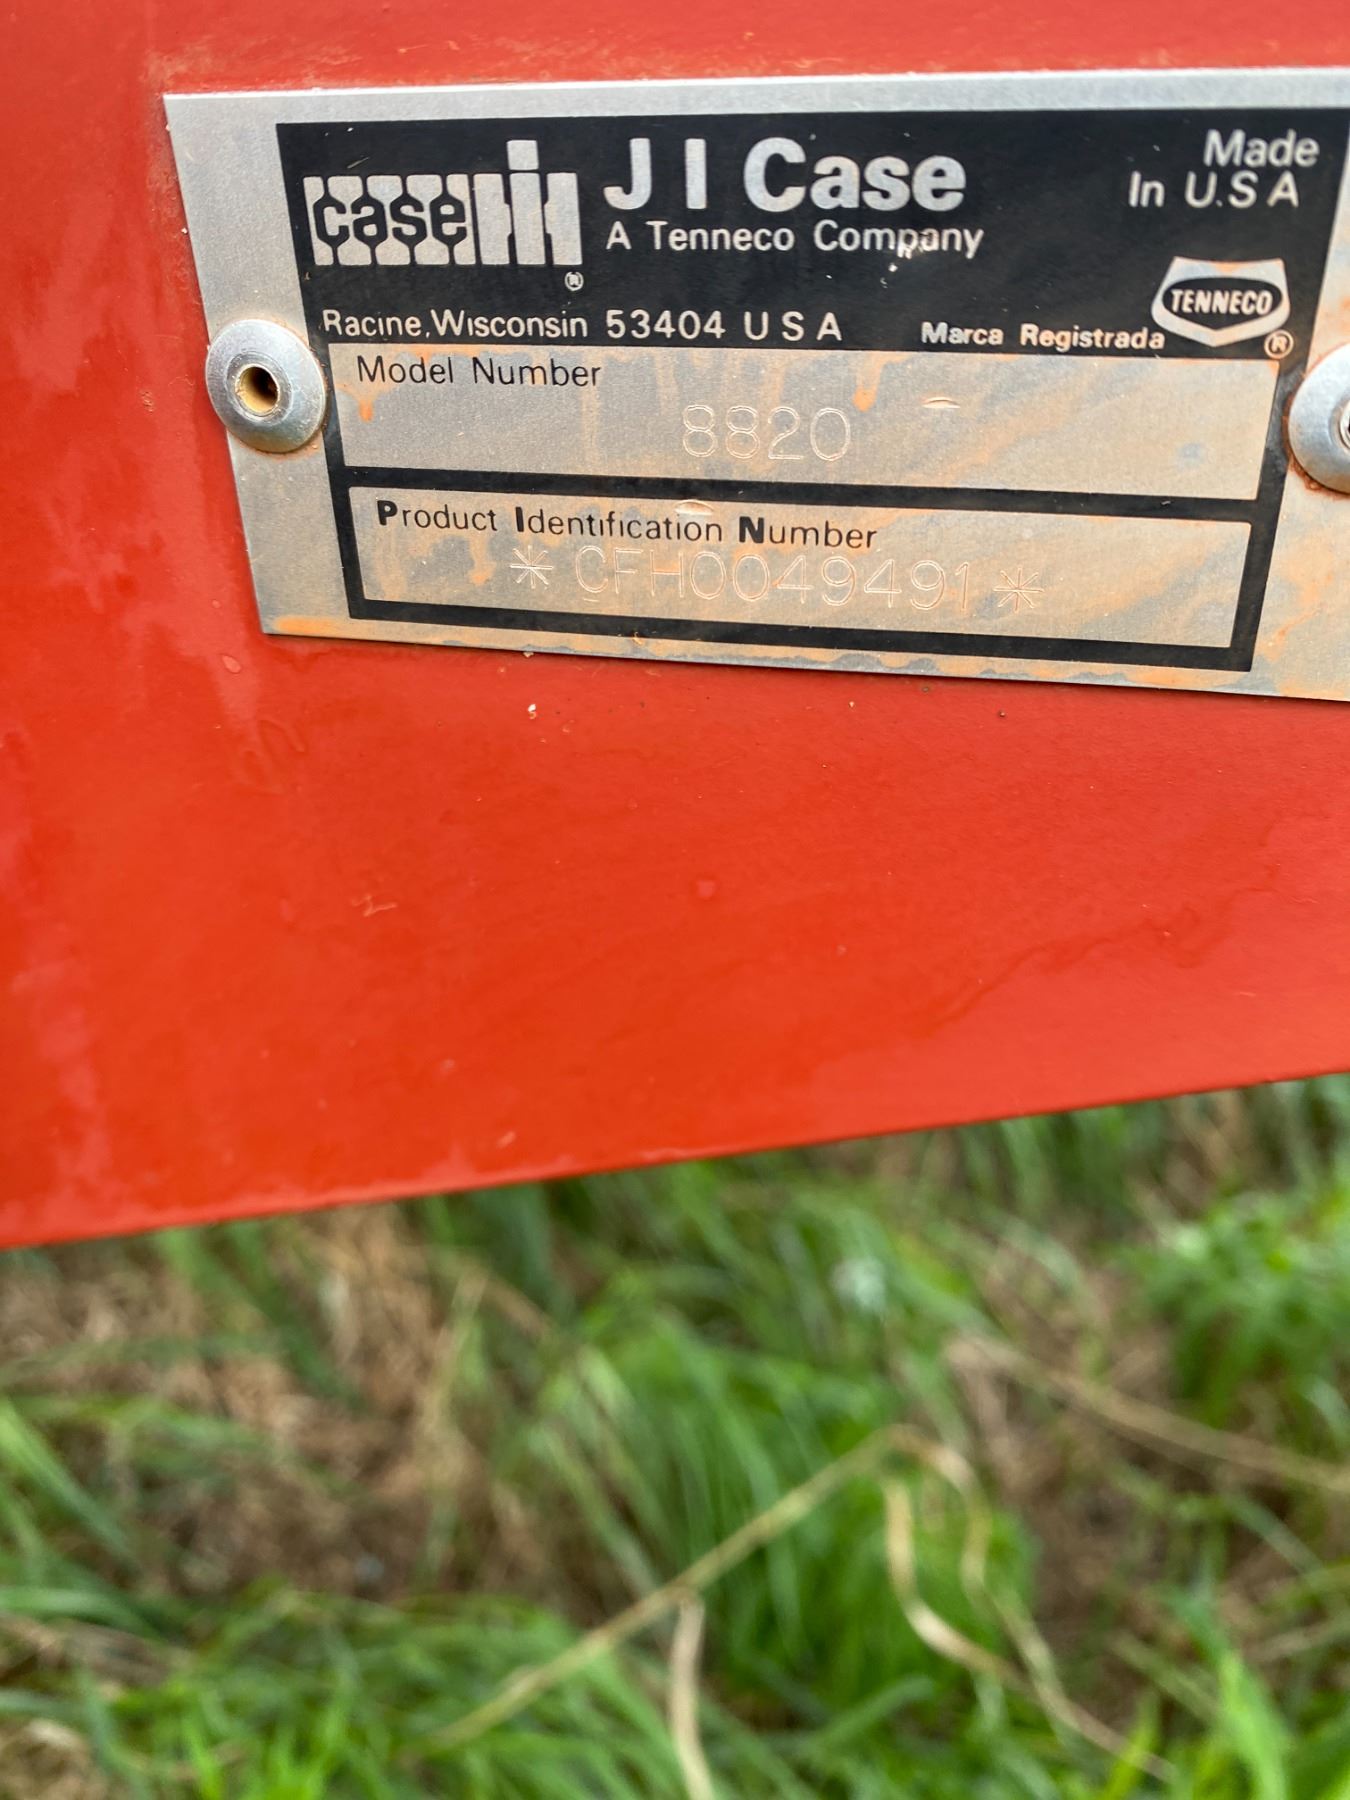 case IH ®
J I Case
A Tenneco Company
Made
In U.S.A
TENNECO
®
Racine, Wisconsin 53404 U S A
Marca Registrada
Model Number
8820
Product Identification Number
* CFH0049491 *